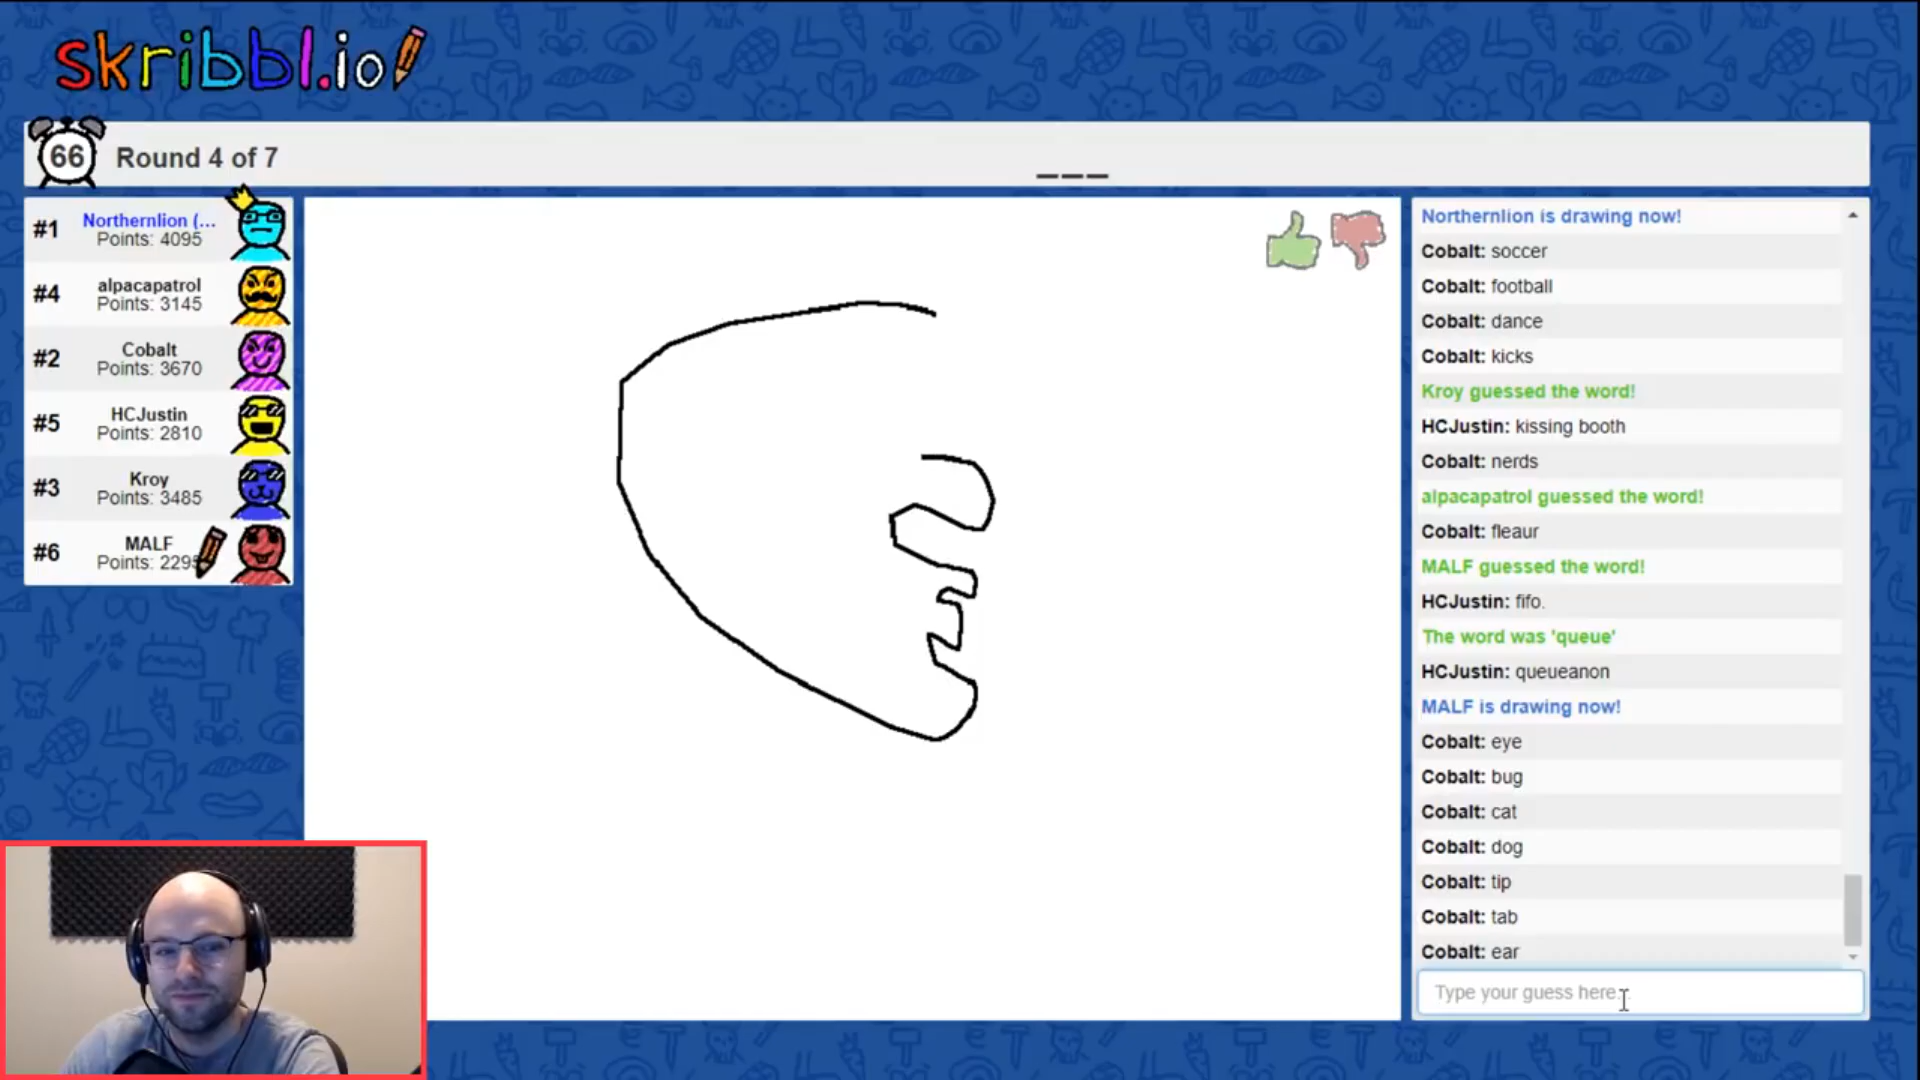 skribbl.io
66
Round 4 of 7
___
#1
Northernlion (...
Points: 4095
#4
alpacapatrol
Points: 3145
#2
Cobalt
Points: 3670
#5
HCJustin
Points: 2810
#3
Kroy
Points: 3485
#6
MALF
Points: 2295
Northernlion is drawing now!
Cobalt: soccer
Cobalt: football
Cobalt: dance
Cobalt: kicks
Kroy guessed the word!
HCJustin: kissing booth
Cobalt: nerds
alpacapatrol guessed the word!
Cobalt: fleaur
MALF guessed the word!
HCJustin: fifo.
The word was 'queue'
HCJustin: queueanon
MALF is drawing now!
Cobalt: eye
Cobalt: bug
Cobalt: cat
Cobalt: dog
Cobalt: tip
Cobalt: tab
Cobalt: ear
Type your guess here...